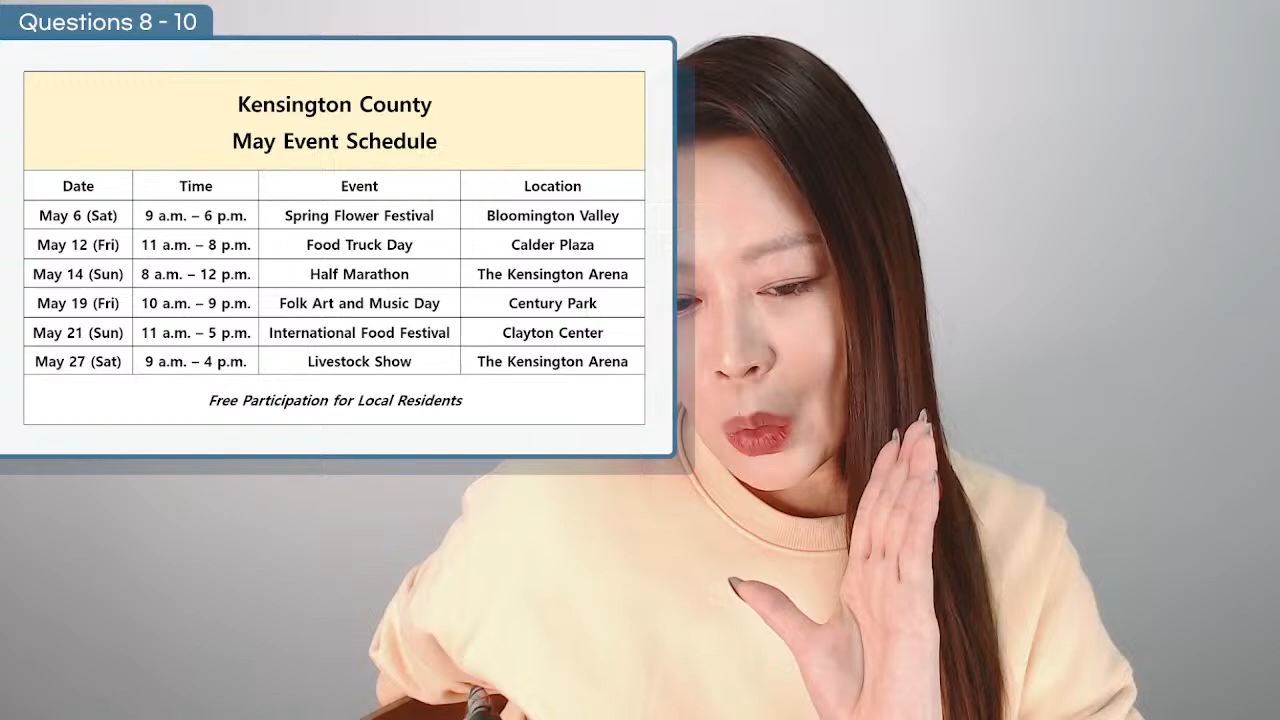 Questions 8 - 10
Kensington County
May Event Schedule
Date Time Event Location
May 6 (Sat) 9 a.m. – 6 p.m. Spring Flower Festival Bloomington Valley
May 12 (Fri) 11 a.m. – 8 p.m. Food Truck Day Calder Plaza
May 14 (Sun) 8 a.m. – 12 p.m. Half Marathon The Kensington Arena
May 19 (Fri) 10 a.m. – 9 p.m. Folk Art and Music Day Century Park
May 21 (Sun) 11 a.m. – 5 p.m. International Food Festival Clayton Center
May 27 (Sat) 9 a.m. – 4 p.m. Livestock Show The Kensington Arena
Free Participation for Local Residents